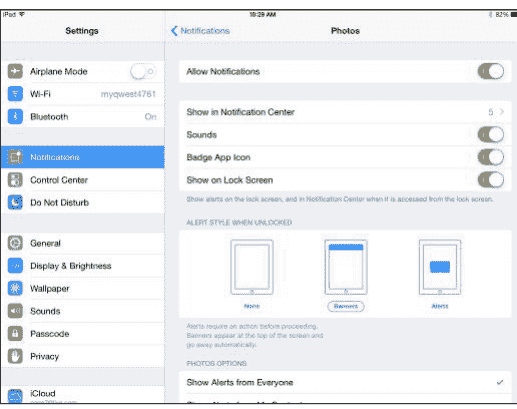 iPad
10:29 AM
82%
Settings
Notifications
Photos
Airplane Mode
Wi-Fi
myqwest4761
Bluetooth
On
Notifications
Control Center
Do Not Disturb
General
Display & Brightness
Wallpaper
Sounds
Passcode
Privacy
iCloud
Allow Notifications
Show in Notification Center
5
Sounds
Badge App Icon
Show on Lock Screen
Show alerts on the lock screen, and in Notification Center when it is accessed from the lock screen.
ALERT STYLE WHEN UNLOCKED
None
Banners
Alerts
Alerts require an action before proceeding.
Banners appear at the top of the screen and
go away automatically.
PHOTOS OPTIONS
Show Alerts from Everyone